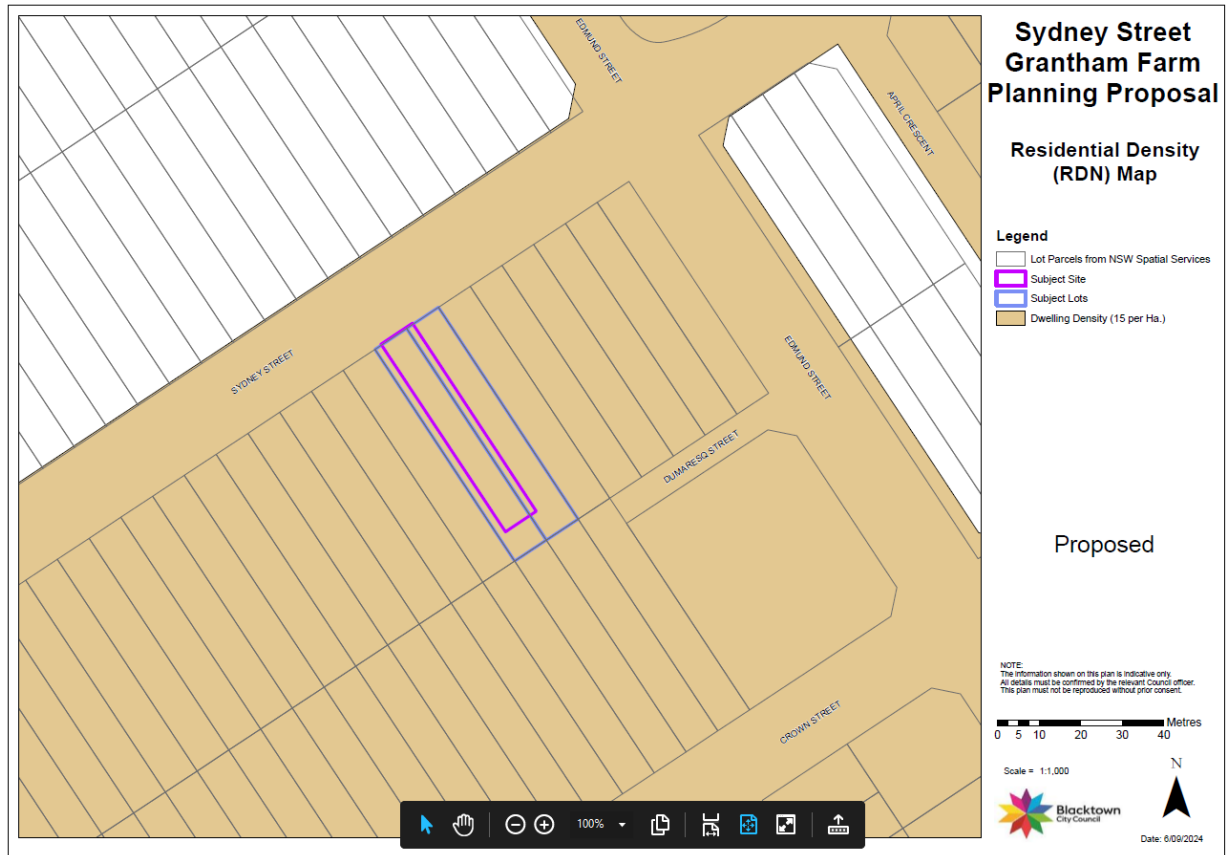 Sydney Street
Grantham Farm
Planning Proposal
Residential Density
(RDN) Map
Legend
Lot Parcels from NSW Spatial Services
Subject Site
Subject Lots
Dwelling Density (15 per Ha.)
EDMUND STREET
APRIL CRESCENT
SYDNEY STREET
EDMUND STREET
DUMARESQ STREET
CROWN STREET
Proposed
NOTE:
The information shown on this plan is indicative only.
All details must be confirmed by the relevant Council officer.
This plan must not be reproduced without prior consent.
Metres
0 5 10 20 30 40
Scale = 1:1,000
N
Blacktown
City Council
Date: 6/09/2024
100%